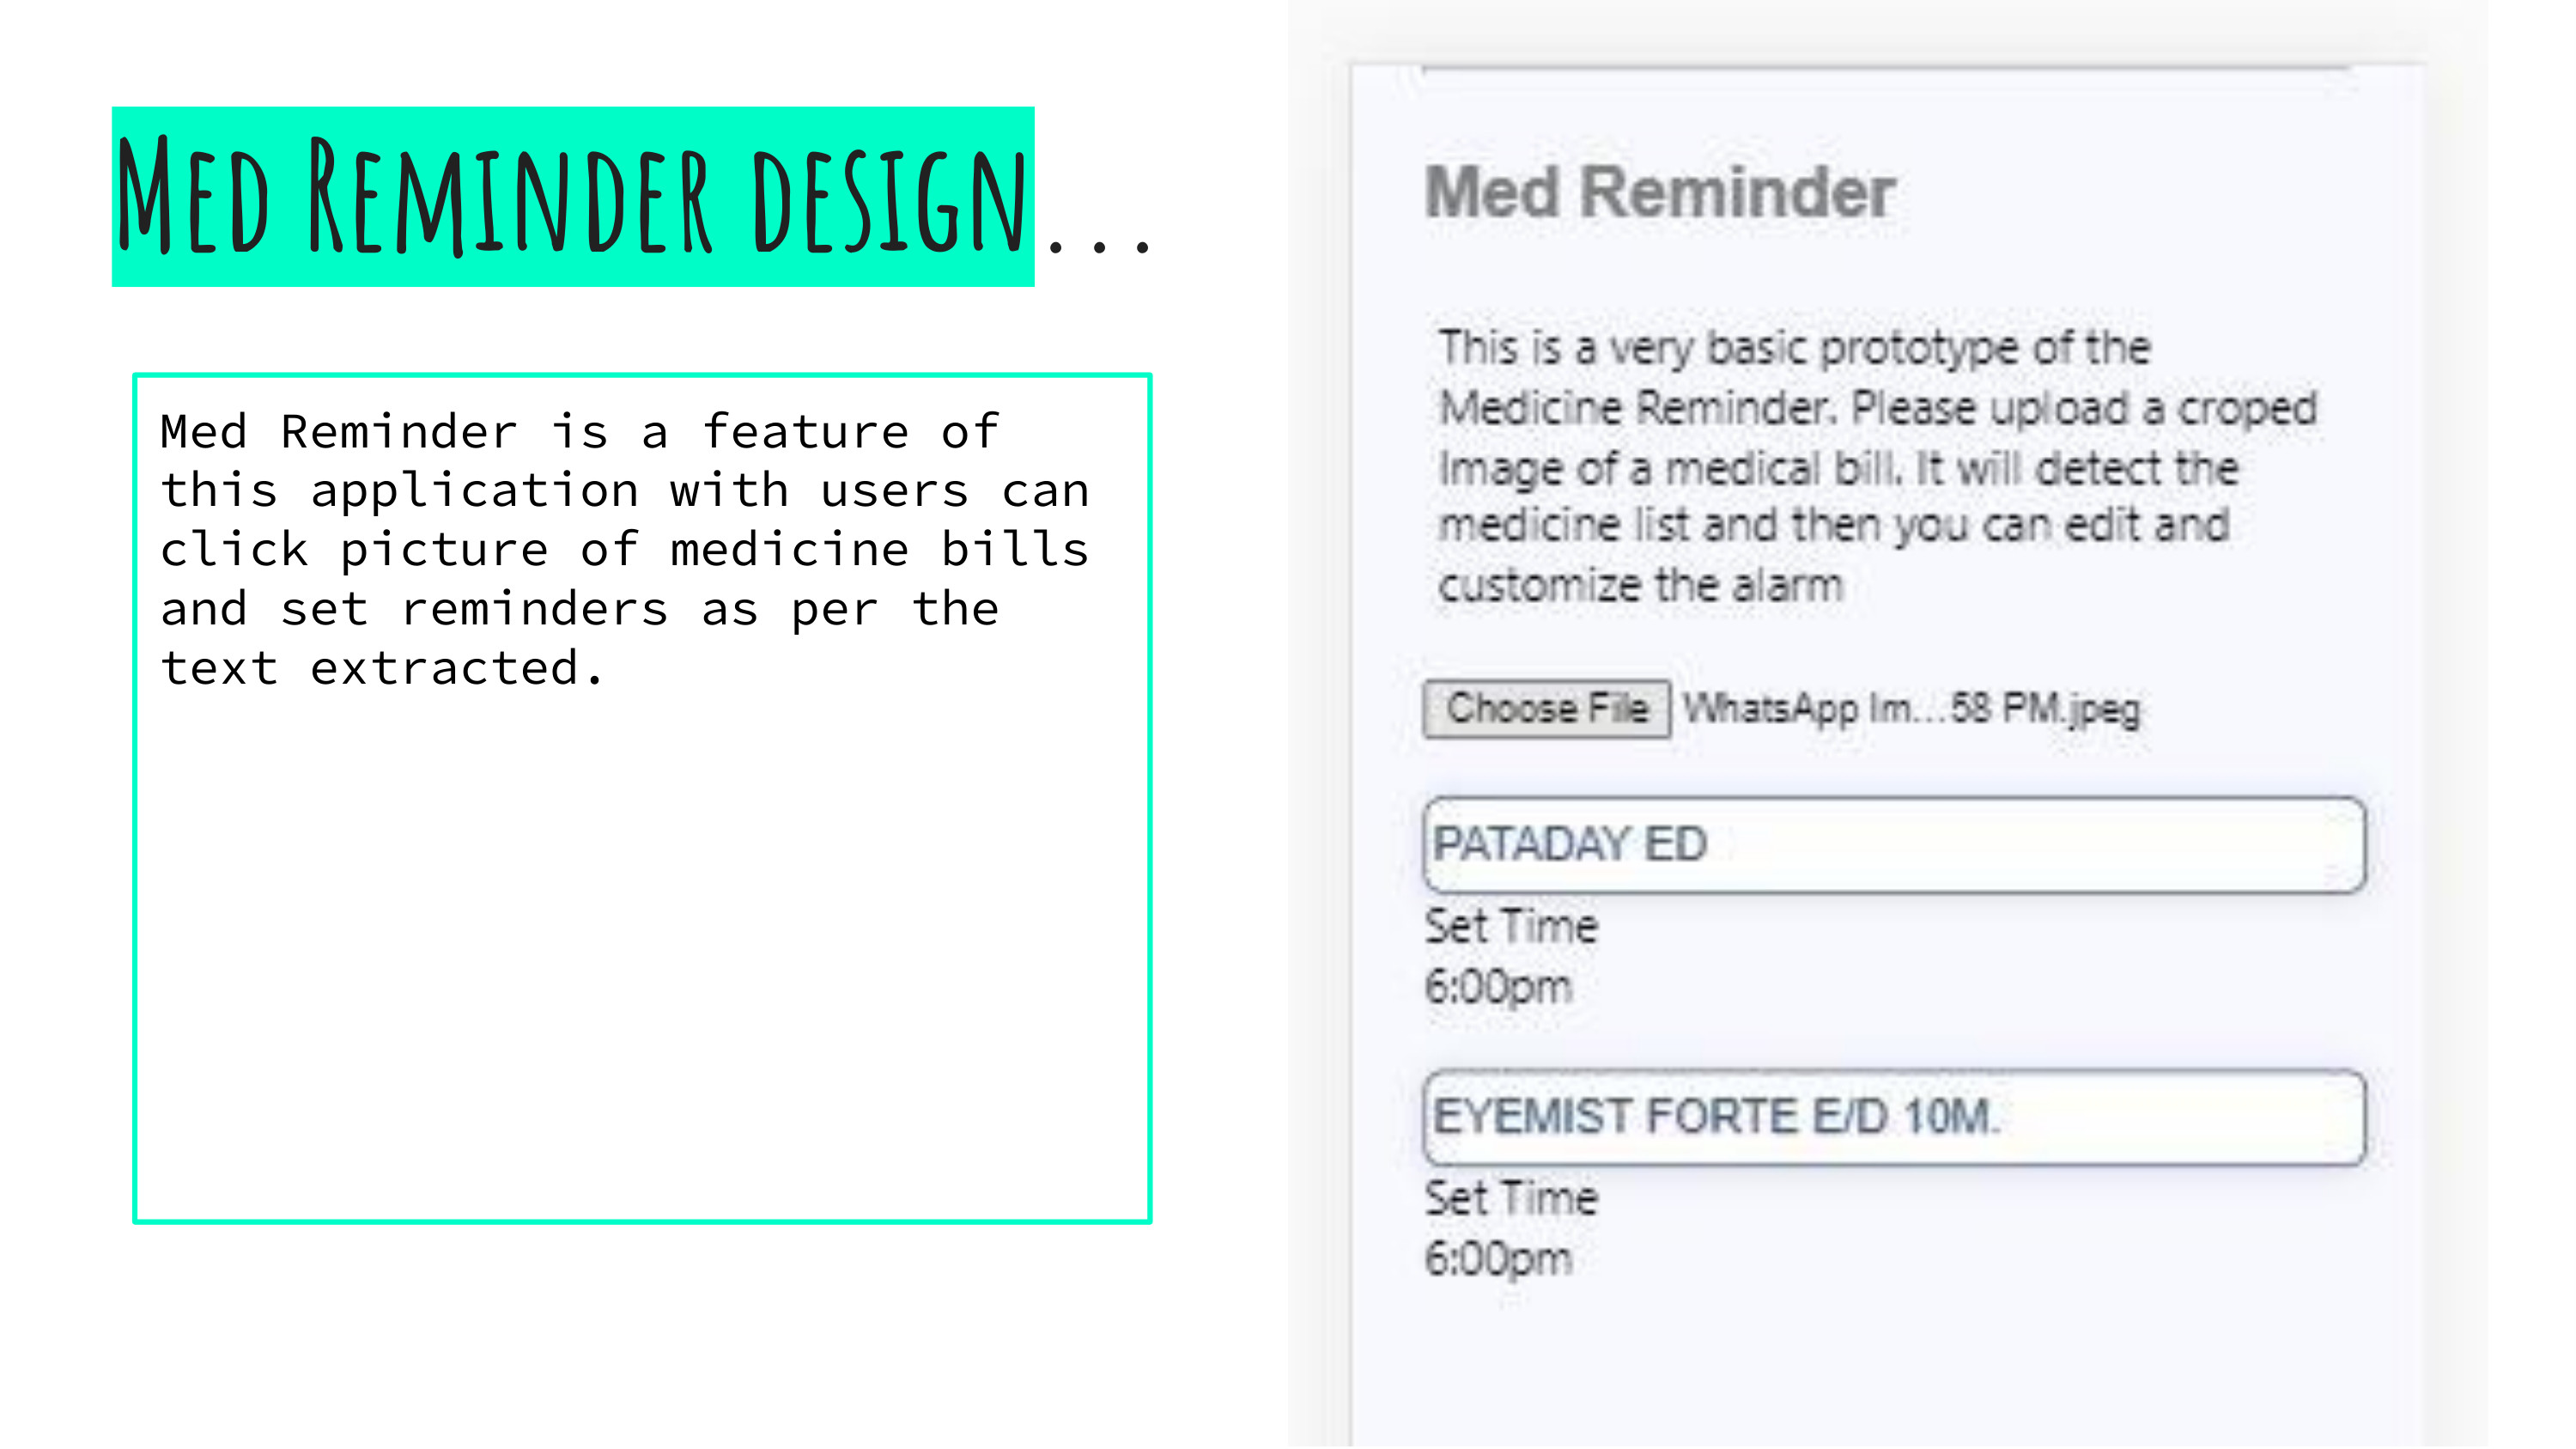 Med Reminder design...
Med Reminder is a feature of
this application with users can
click picture of medicine bills
and set reminders as per the
text extracted.
Med Reminder
This is a very basic prototype of the
Medicine Reminder. Please upload a croped
Image of a medical bill. It will detect the
medicine list and then you can edit and
customize the alarm
Choose File WhatsApp Im...58 PM.jpeg
PATADAY ED
Set Time
6:00pm
EYEMIST FORTE E/D 10M.
Set Time
6:00pm